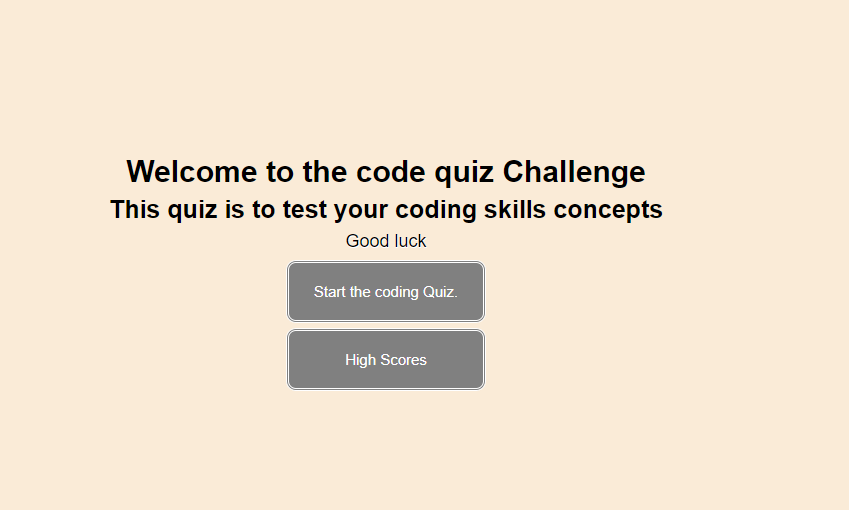 Welcome to the code quiz Challenge
This quiz is to test your coding skills concepts
Good luck
Start the coding Quiz.
High Scores